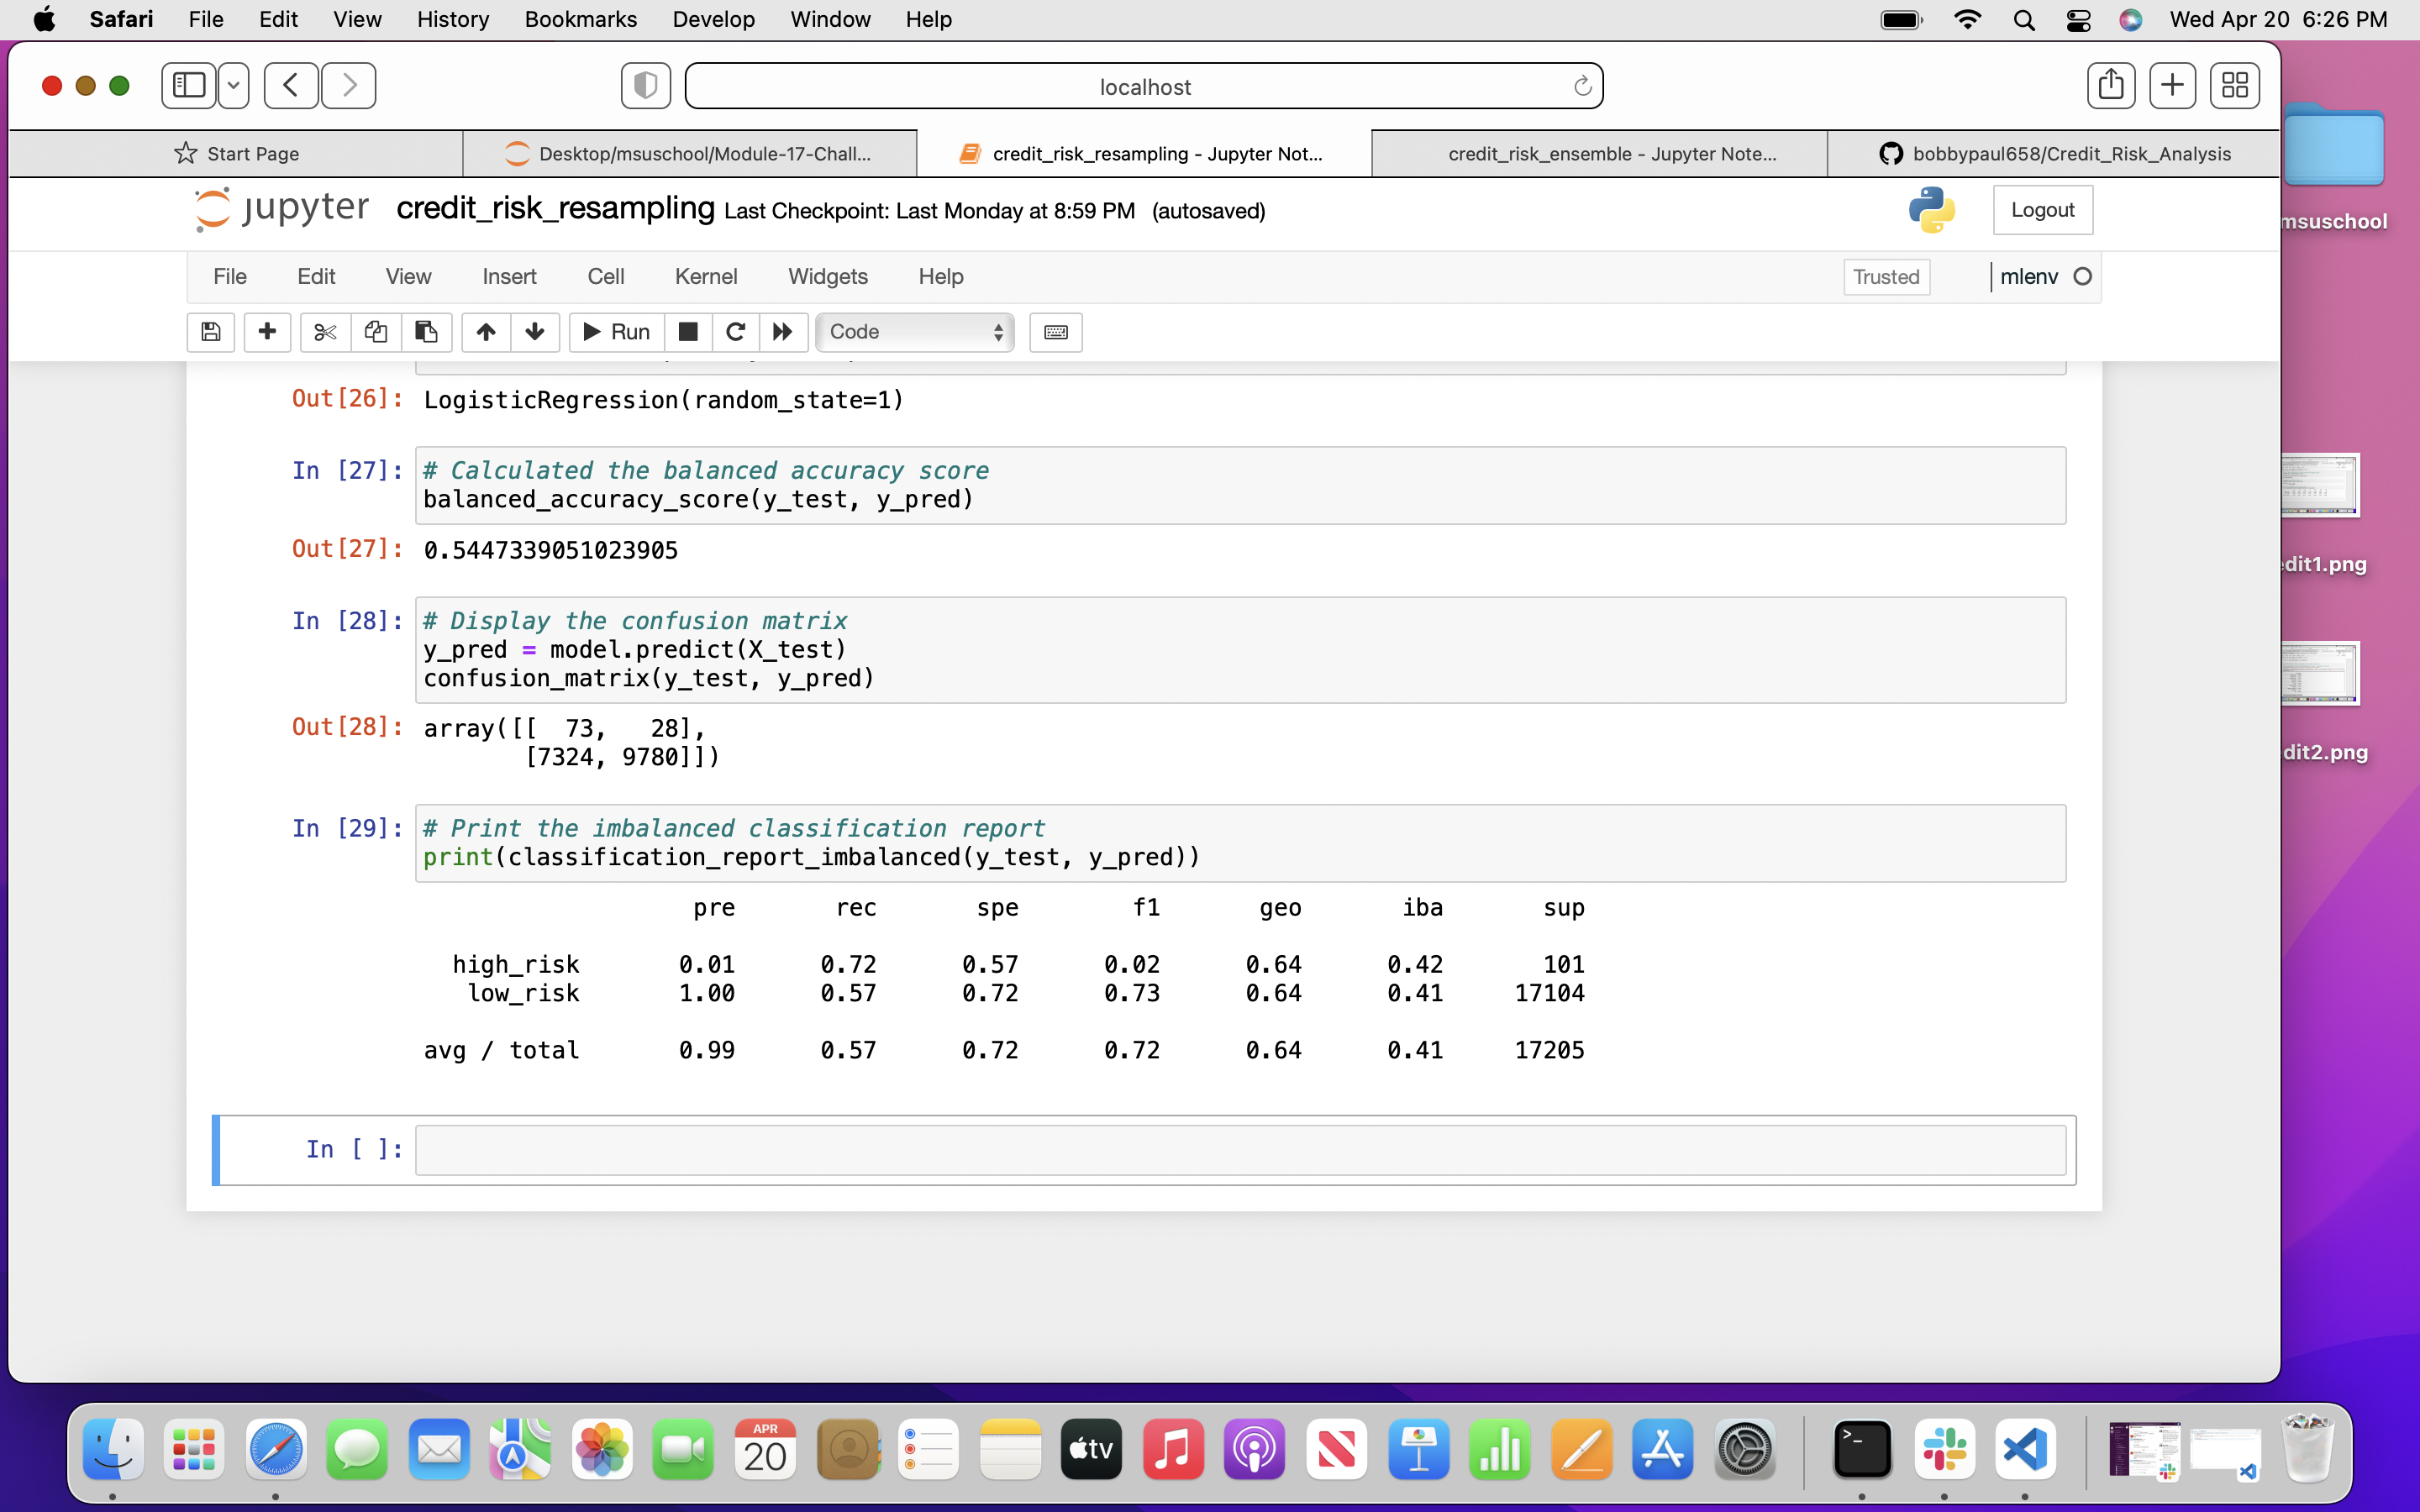 Safari File Edit View History Bookmarks Develop Window Help Wed Apr 20 6:26 PM
localhost
Start Page Desktop/msuschool/Module-17-Chall... credit_risk_resampling - Jupyter Not... credit_risk_ensemble - Jupyter Note... bobbypaul658/Credit_Risk_Analysis
jupyter credit_risk_resampling Last Checkpoint: Last Monday at 8:59 PM (autosaved) Logout
msuschool
File Edit View Insert Cell Kernel Widgets Help Trusted mlenv
Run Code
Out[26]: LogisticRegression(random_state=1)
In [27]: # Calculated the balanced accuracy score
balanced_accuracy_score(y_test, y_pred)
Out[27]: 0.5447339051023905
edit1.png
In [28]: # Display the confusion matrix
y_pred = model.predict(X_test)
confusion_matrix(y_test, y_pred)
Out[28]: array([[ 73, 28],
[7324, 9780]])
dit2.png
In [29]: # Print the imbalanced classification report
print(classification_report_imbalanced(y_test, y_pred))
pre rec spe f1 geo iba sup
high_risk 0.01 0.72 0.57 0.02 0.64 0.42 101
low_risk 1.00 0.57 0.72 0.73 0.64 0.41 17104
avg / total 0.99 0.57 0.72 0.72 0.64 0.41 17205
In [ ]:
APR
20
tv
>_